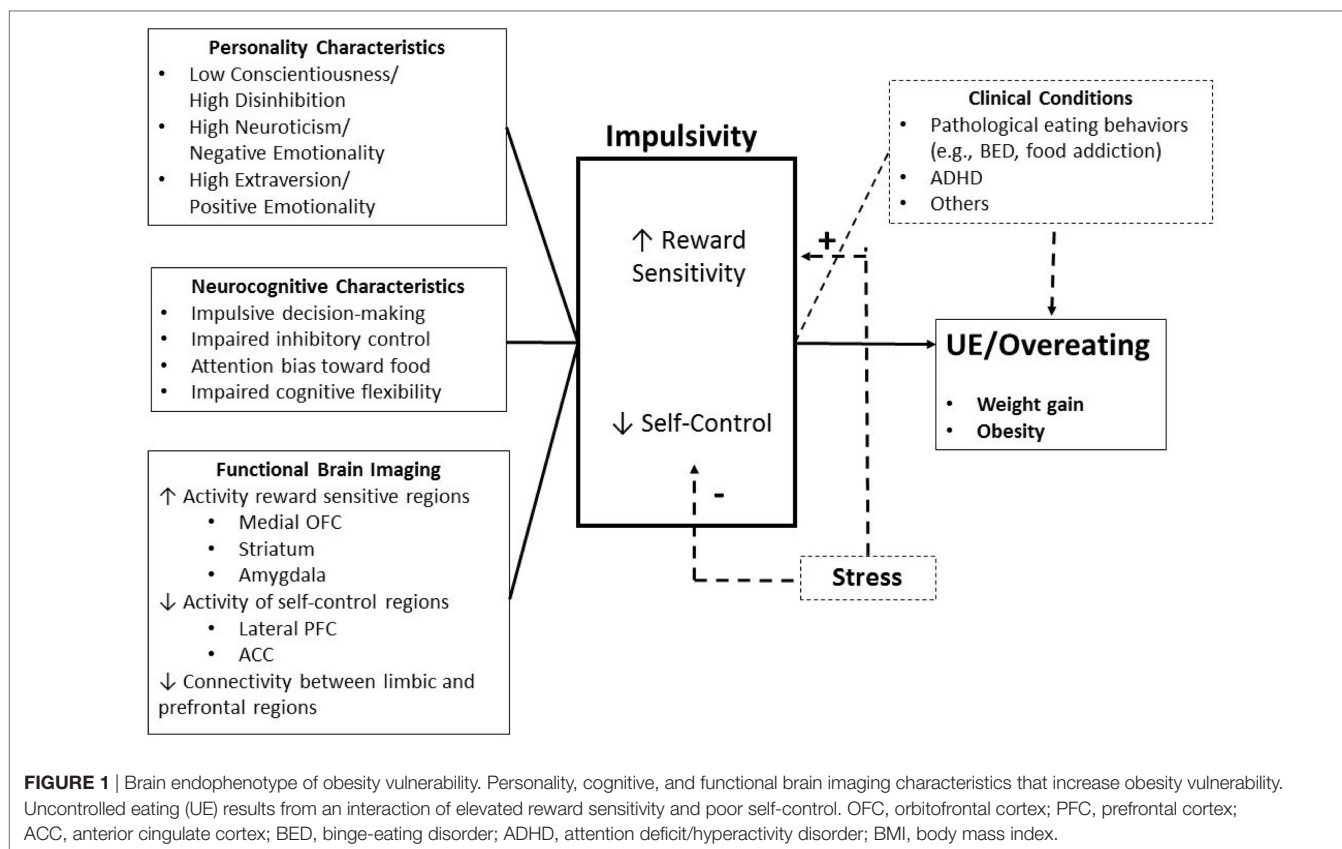 Personality Characteristics
• Low Conscientiousness/
High Disinhibition
• High Neuroticism/
Negative Emotionality
• High Extraversion/
Positive Emotionality
Neurocognitive Characteristics
• Impulsive decision-making
• Impaired inhibitory control
• Attention bias toward food
• Impaired cognitive flexibility
Functional Brain Imaging
↑ Activity reward sensitive regions
• Medial OFC
• Striatum
• Amygdala
↓ Activity of self-control regions
• Lateral PFC
• ACC
↓ Connectivity between limbic and
prefrontal regions
Impulsivity
↑ Reward
Sensitivity
↓ Self-Control
+
-
Stress
Clinical Conditions
• Pathological eating behaviors
(e.g., BED, food addiction)
• ADHD
• Others
UE/Overeating
• Weight gain
• Obesity
FIGURE 1 | Brain endophenotype of obesity vulnerability. Personality, cognitive, and functional brain imaging characteristics that increase obesity vulnerability.
Uncontrolled eating (UE) results from an interaction of elevated reward sensitivity and poor self-control. OFC, orbitofrontal cortex; PFC, prefrontal cortex;
ACC, anterior cingulate cortex; BED, binge-eating disorder; ADHD, attention deficit/hyperactivity disorder; BMI, body mass index.